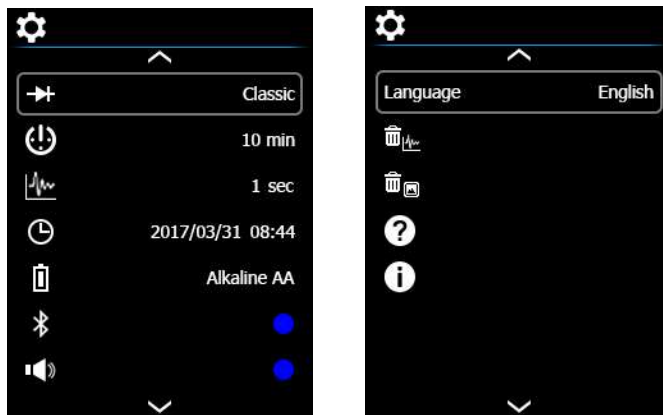 Classic
10 min
1 sec
2017/03/31 08:44
Alkaline AA
Language English